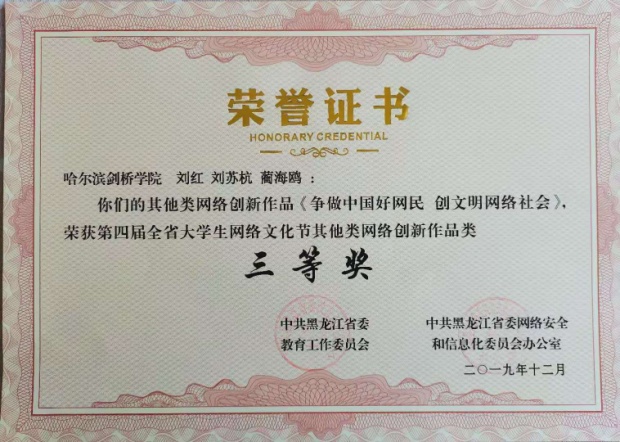 荣誉证书
HONORARY CREDENTIAL
哈尔滨剑桥学院 刘红 刘苏杭 蔺海鸥：
你们的其他类网络创新作品《争做中国好网民 创文明网络社会》，
荣获第四届全省大学生网络文化节其他类网络创新作品类
三等奖
中共黑龙江省委 中共黑龙江省委网络安全
教育工作委员会 和信息化委员会办公室
二〇一九年十二月